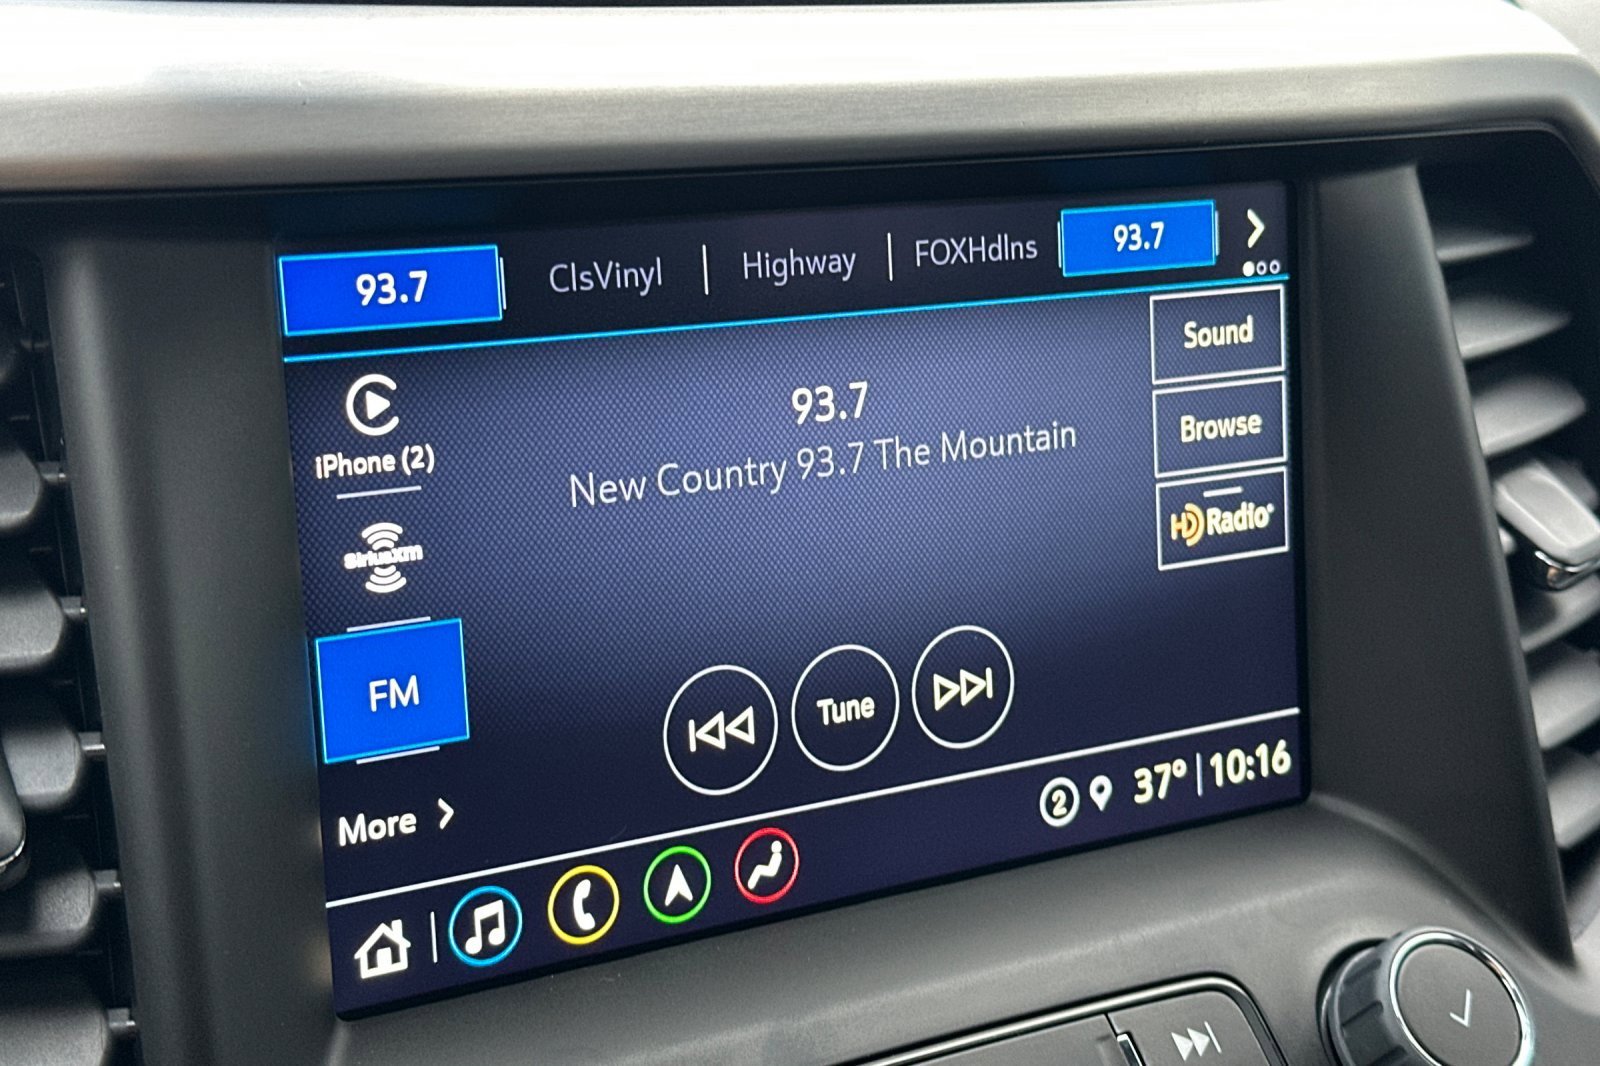 93.7
ClsVinyl
Highway
FOXHdlns
93.7
iPhone (2)
siriusxm
FM
More
93.7
New Country 93.7 The Mountain
Sound
Browse
HD Radio
Tune
2
37° 10:16